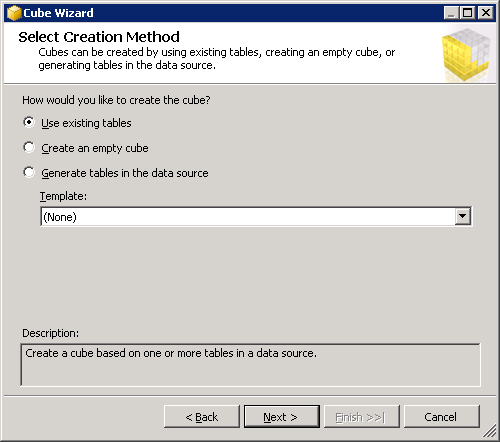 Cube Wizard
Select Creation Method
Cubes can be created by using existing tables, creating an empty cube, or
generating tables in the data source.
How would you like to create the cube?
Use existing tables
Create an empty cube
Generate tables in the data source
Template:
(None)
Description:
Create a cube based on one or more tables in a data source.
< Back Next > Finish >>| Cancel